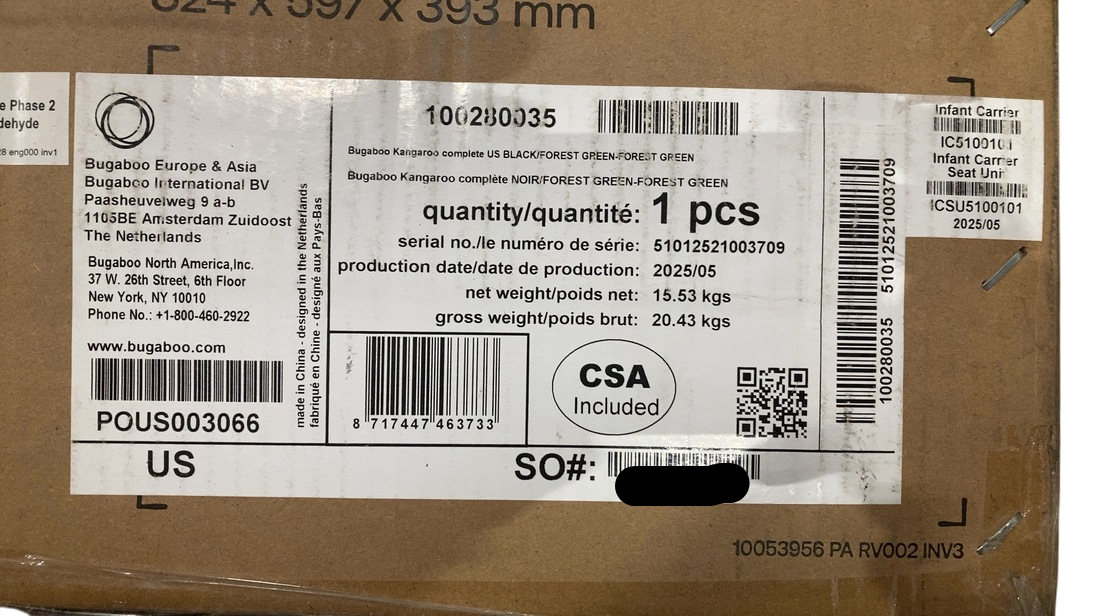 824 x 597 x 393 mm
e Phase 2
dehyde
28 eng000 inv1
Bugaboo Europe & Asia
Bugaboo International BV
Paasheuvelweg 9 a-b
1105BE Amsterdam Zuidoost
The Netherlands
Bugaboo North America,Inc.
37 W. 26th Street, 6th Floor
New York, NY 10010
Phone No.: +1-800-460-2922
www.bugaboo.com
POUS003066
made in China - designed in the Netherlands
fabriqué en Chine - designé aux Pays-Bas
100280035
Bugaboo Kangaroo complete US BLACK/FOREST GREEN-FOREST GREEN
Bugaboo Kangaroo complète NOIR/FOREST GREEN-FOREST GREEN
quantity/quantité: 1 pcs
serial no./le numéro de série: 51012521003709
production date/date de production: 2025/05
net weight/poids net: 15.53 kgs
gross weight/poids brut: 20.43 kgs
8 717447 463733
CSA
Included
100280035 51012521003709
US
SO#:
Infant Carrier
IC5100101
Infant Carrier
Seat Unit
ICSU5100101
2025/05
10053956 PA RV002 INV3